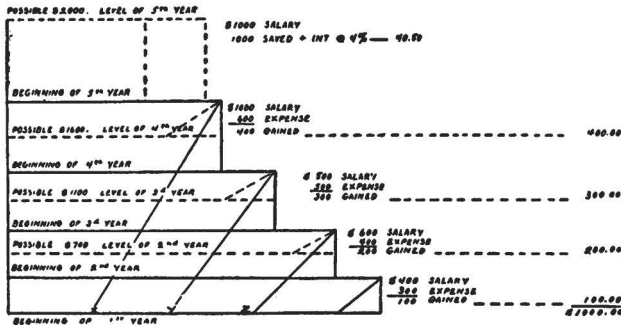 POSSIBLE $2000. LEVEL OF 5TH YEAR
$1000 SALARY
1000 SAVED + INT @ 4% — 40.00
BEGINNING OF 5TH YEAR
$1000 SALARY
600 EXPENSE
POSSIBLE $1600. LEVEL OF 4TH YEAR
400 GAINED 400.00
BEGINNING OF 4TH YEAR
$800 SALARY
500 EXPENSE
POSSIBLE $1100 LEVEL OF 3D YEAR
300 GAINED 300.00
BEGINNING OF 3D YEAR
$600 SALARY
400 EXPENSE
POSSIBLE $700 LEVEL OF 2ND YEAR
200 GAINED 200.00
BEGINNING OF 2ND YEAR
$400 SALARY
300 EXPENSE
100 GAINED 100.00
$1000.00
BEGINNING OF 1ST YEAR